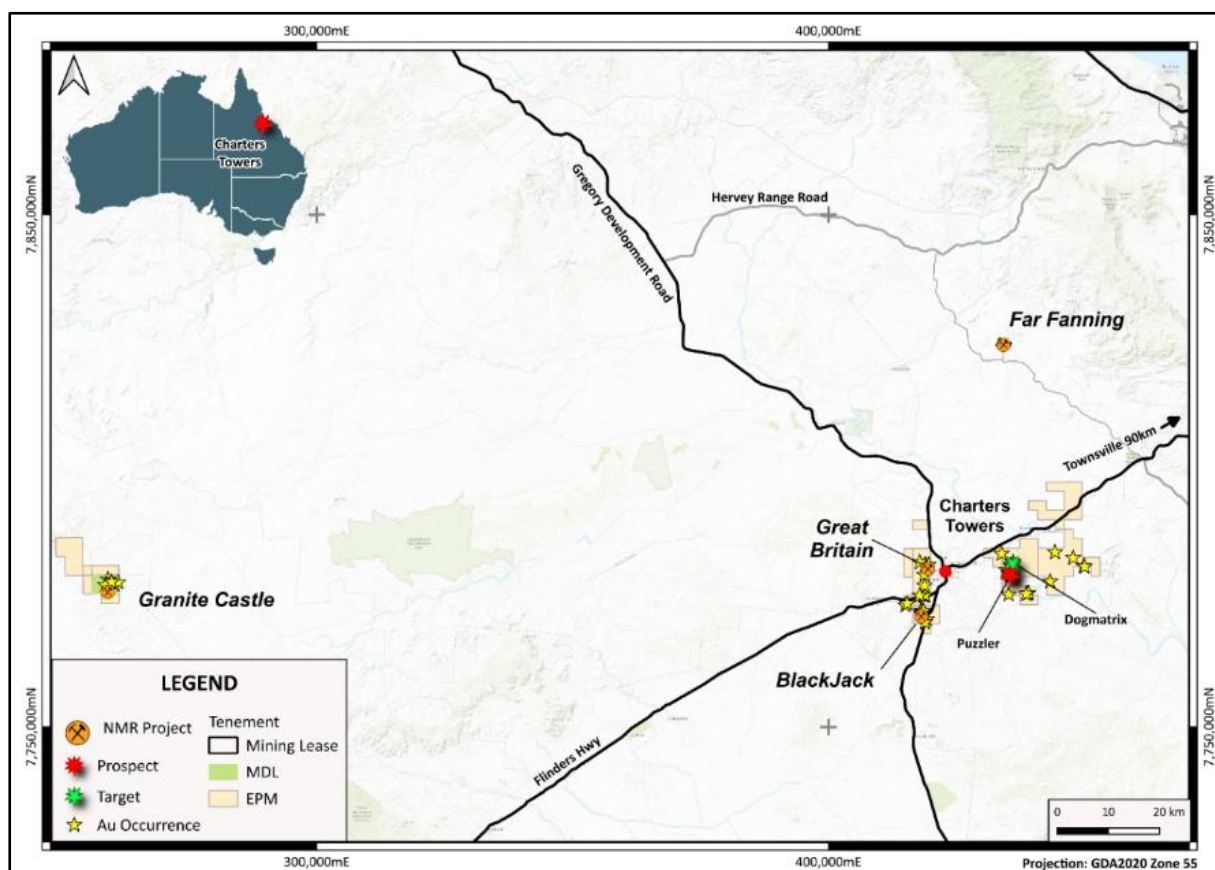 300,000mE
400,000mE
Charters
Towers
7,850,000mN
7,850,000mN
Gregory Development Road
Hervey Range Road
Far Fanning
Townsville 90km
Charters
Towers
Great
Britain
Granite Castle
Dogmatrix
Puzzler
BlackJack
Flinders Hwy
7,750,000mN
7,750,000mN
LEGEND
NMR Project
Prospect
Target
Au Occurrence
Tenement
Mining Lease
MDL
EPM
0 10 20 km
300,000mE
400,000mE
Projection: GDA2020 Zone 55